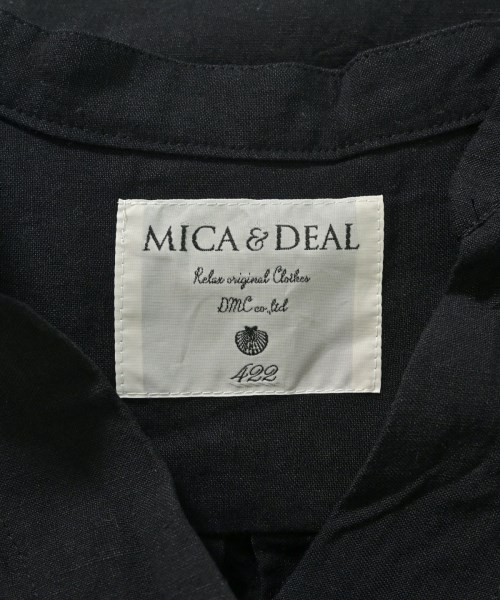 MICA & DEAL
Relax original Clothes
DMC co.,ltd
422